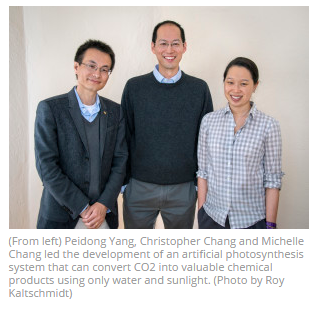 (From left) Peidong Yang, Christopher Chang and Michelle
Chang led the development of an artificial photosynthesis
system that can convert CO2 into valuable chemical
products using only water and sunlight. (Photo by Roy
Kaltschmidt)